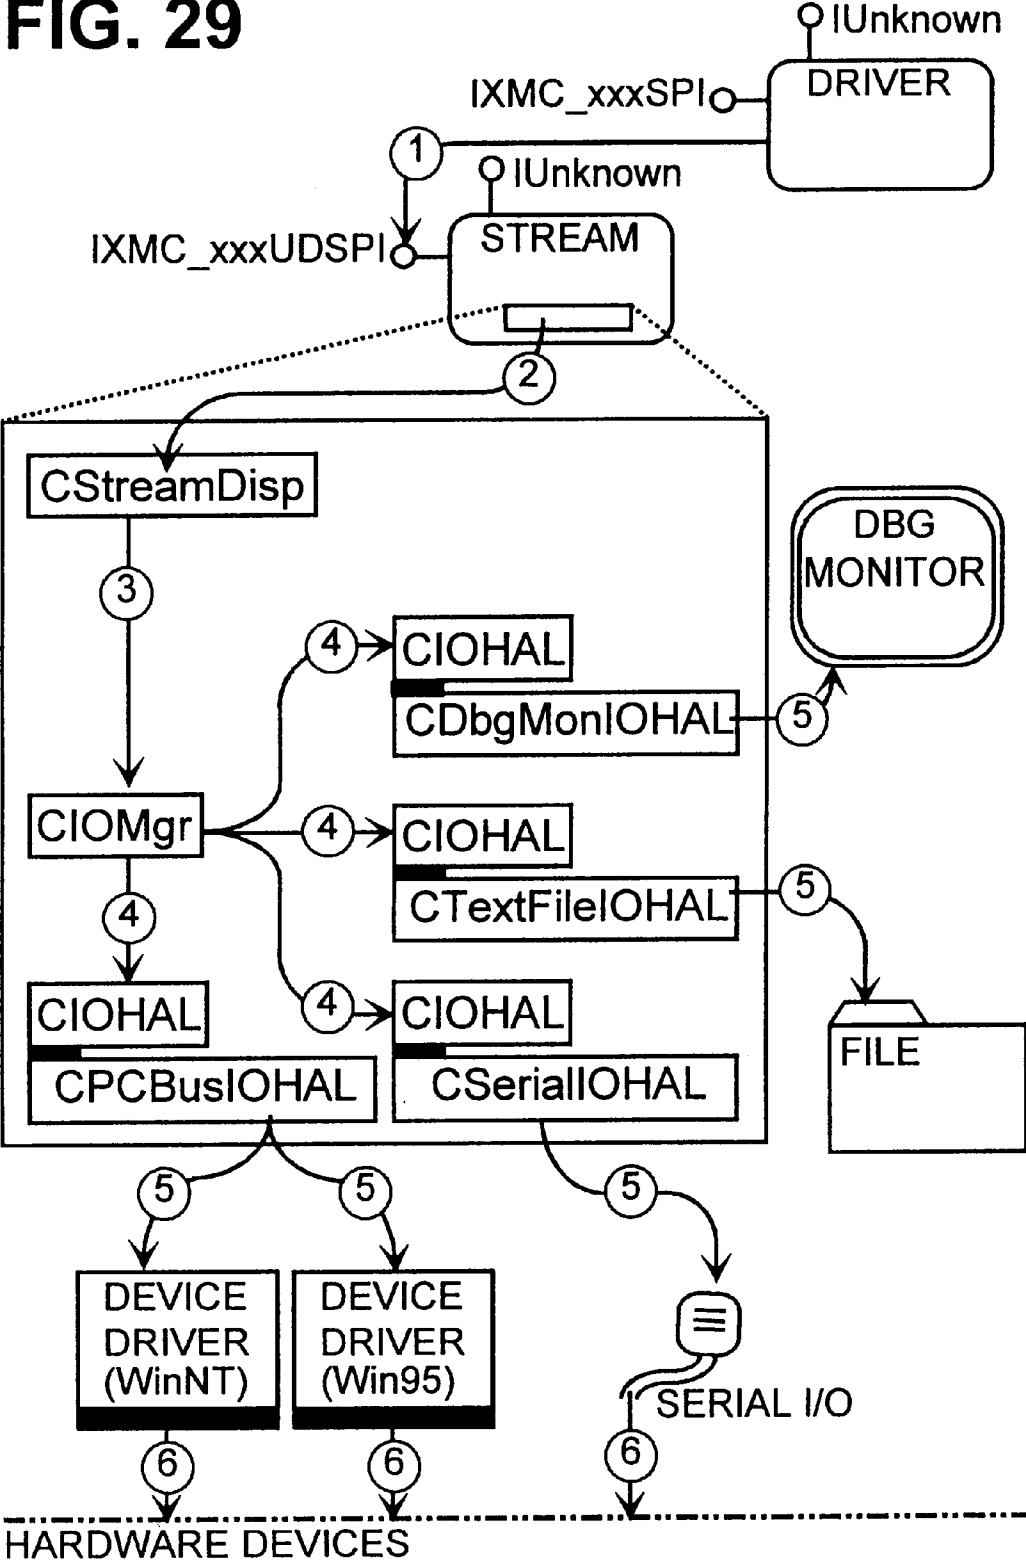 FIG. 29
IUnknown
DRIVER
IXMC_xxxSPI
1
IUnknown
IXMC_xxxUDSPI
STREAM
2
CStreamDisp
DBG
MONITOR
3
4
CIOHAL
CDbgMonIOHAL
5
CIOMgr
4
CIOHAL
CTextFileIOHAL
5
4
4
CIOHAL
CIOHAL
FILE
CPCBusIOHAL
CSerialIOHAL
5
5
5
DEVICE
DRIVER
(WinNT)
DEVICE
DRIVER
(Win95)
SERIAL I/O
6
6
6
HARDWARE DEVICES